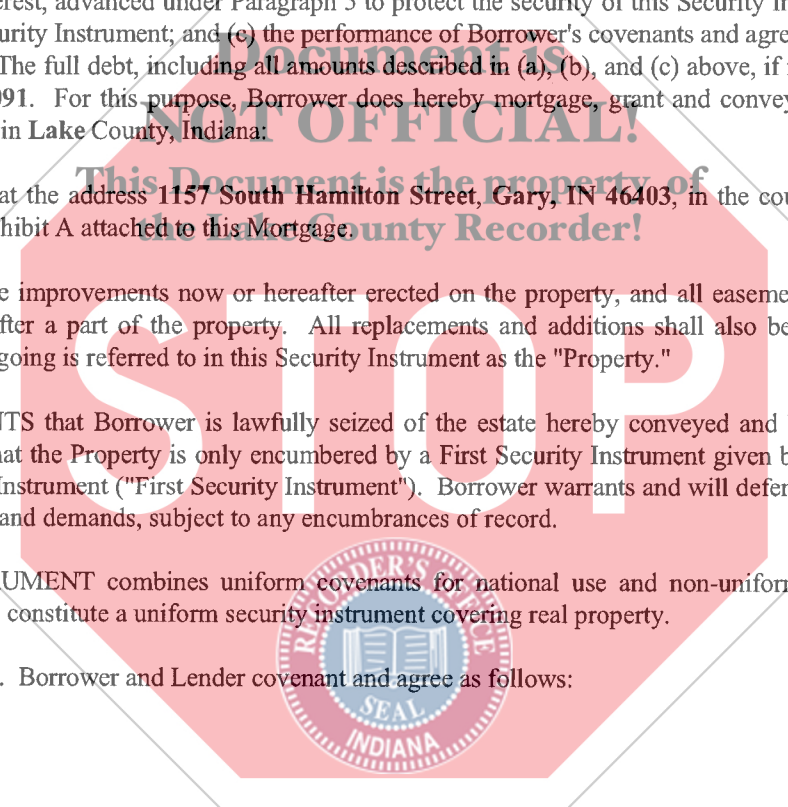 erest, advanced under Paragraph 5 to protect the security of this Security In
urity Instrument; and (c) the performance of Borrower's covenants and agre
Document is
The full debt, including all amounts described in (a), (b), and (c) above, if
091. For this purpose, Borrower does hereby mortgage, grant and convey
NOT OFFICIAL!
in Lake County, Indiana:
This Document is the property of
at the address 1157 South Hamilton Street, Gary, IN 46403, in the cou
hibit A attached to this Mortgage.
the Lake County Recorder!
e improvements now or hereafter erected on the property, and all easeme
fter a part of the property. All replacements and additions shall also be
going is referred to in this Security Instrument as the "Property."
STOP
NTS that Borrower is lawfully seized of the estate hereby conveyed and
hat the Property is only encumbered by a First Security Instrument given b
Instrument ("First Security Instrument"). Borrower warrants and will defen
and demands, subject to any encumbrances of record.
RUMENT combines uniform covenants for national use and non-uniform
constitute a uniform security instrument covering real property.
RECORDER'S OFFICE
. Borrower and Lender covenant and agree as follows:
SEAL
INDIANA